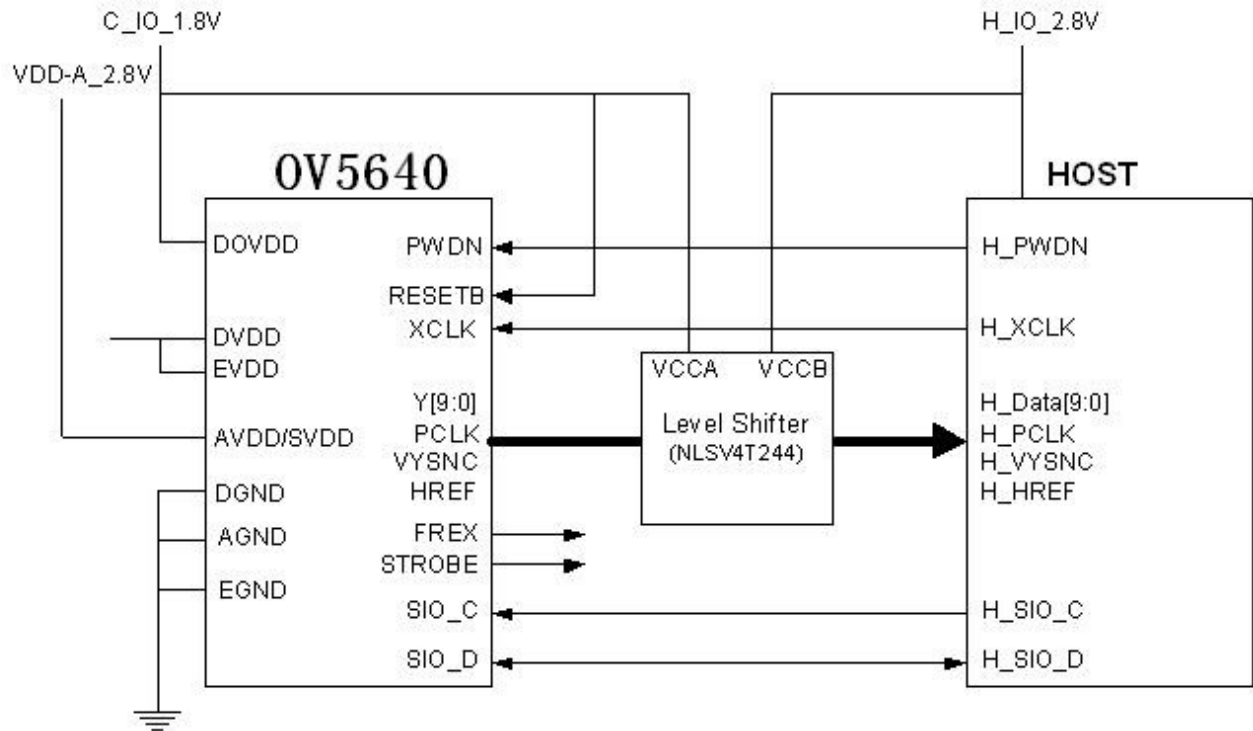 C_IO_1.8V
H_IO_2.8V
VDD-A_2.8V
OV5640
HOST
DOVDD
PWDN
H_PWDN
RESETB
DVDD
XCLK
H_XCLK
EVDD
VCCA
VCCB
Y[9:0]
H_Data[9:0]
AVDD/SVDD
PCLK
Level Shifter
H_PCLK
(NLSV4T244)
VYSNC
H_VYSNC
DGND
HREF
H_HREF
AGND
FREX
STROBE
EGND
SIO_C
H_SIO_C
SIO_D
H_SIO_D